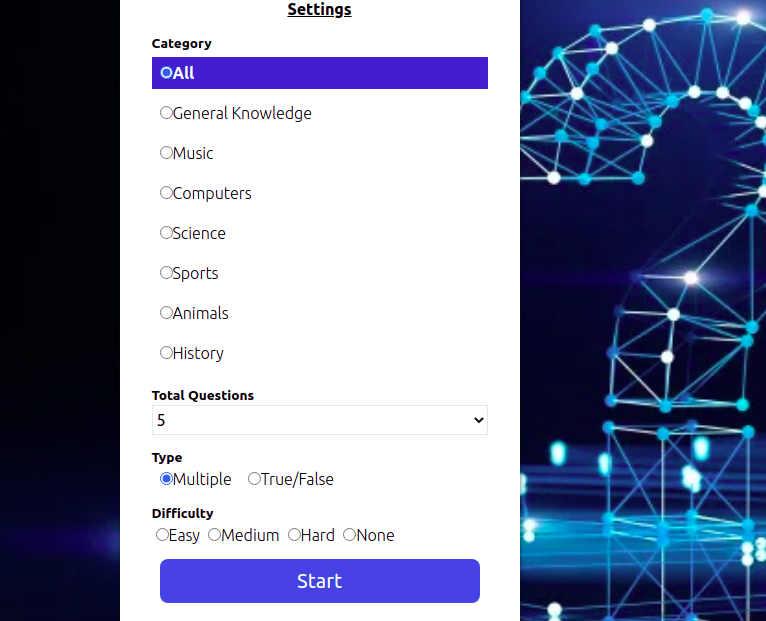 Settings
Category
All
General Knowledge
Music
Computers
Science
Sports
Animals
History
Total Questions
5
Type
Multiple True/False
Difficulty
Easy Medium Hard None
Start